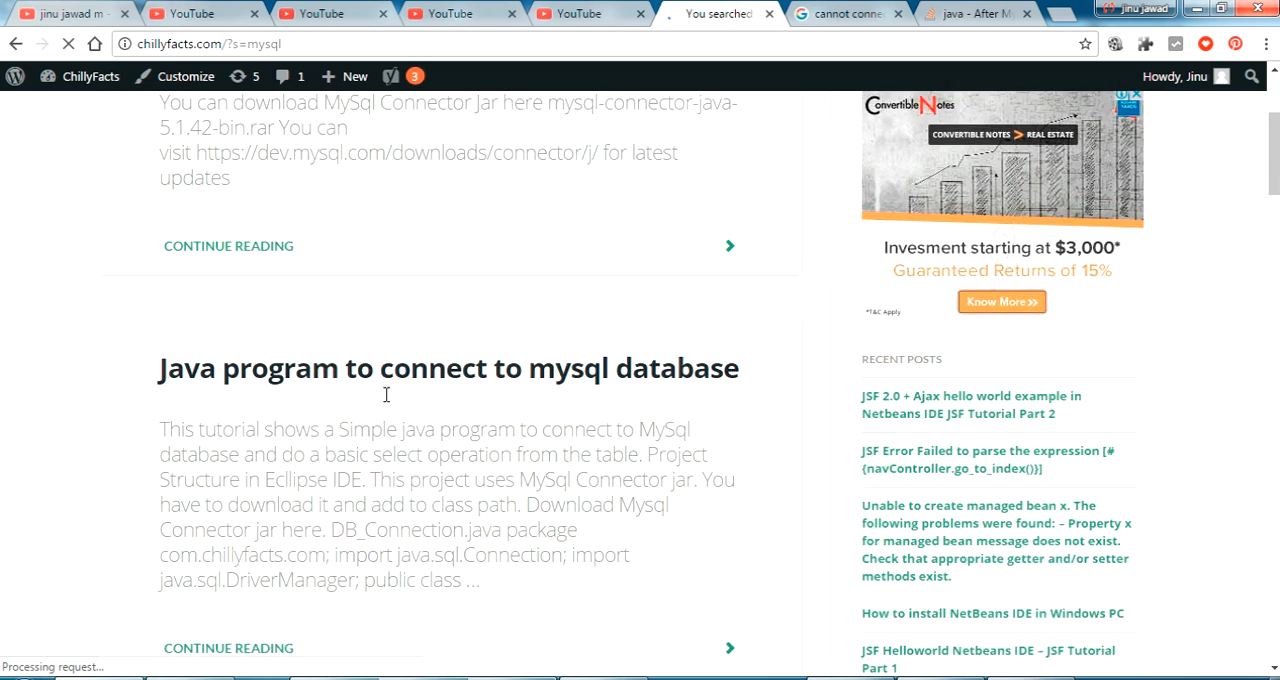 jinu jawad m -
YouTube
YouTube
YouTube
YouTube
You searched
cannot conne
java - After M
jinu jawad
chillyfacts.com/?s=mysql
ChillyFacts
Customize
5
1
New
3
Howdy, Jinu
You can download MySql Connector Jar here mysql-connector-java-
5.1.42-bin.rar You can
visit https://dev.mysql.com/downloads/connector/j/ for latest
updates
CONTINUE READING
Java program to connect to mysql database
This tutorial shows a Simple java program to connect to MySql
database and do a basic select operation from the table. Project
Structure in Ecllipse IDE. This project uses MySql Connector jar. You
have to download it and add to class path. Download Mysql
Connector jar here. DB_Connection.java package
com.chillyfacts.com; import java.sql.Connection; import
java.sql.DriverManager; public class ...
CONTINUE READING
Processing request...
Convertible Notes
CONVERTIBLE NOTES > REAL ESTATE
Invesment starting at $3,000*
Guaranteed Returns of 15%
Know More >>
*T&C Apply
RECENT POSTS
JSF 2.0 + Ajax hello world example in
Netbeans IDE JSF Tutorial Part 2
JSF Error Failed to parse the expression [#
{navController.go_to_index()}]
Unable to create managed bean x. The
following problems were found: – Property x
for managed bean message does not exist.
Check that appropriate getter and/or setter
methods exist.
How to install NetBeans IDE in Windows PC
JSF Helloworld Netbeans IDE – JSF Tutorial
Part 1